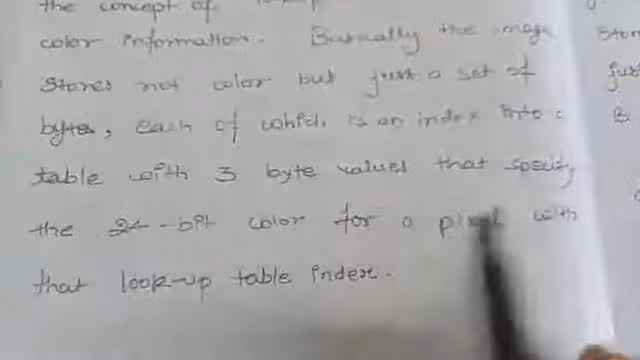 the concept of
color information. Basically the image
stores not color but just a set of
bytes, each of which is an index into
table with 3 byte values that specify
the 24-bit color for a pixel with
that look-up table index.